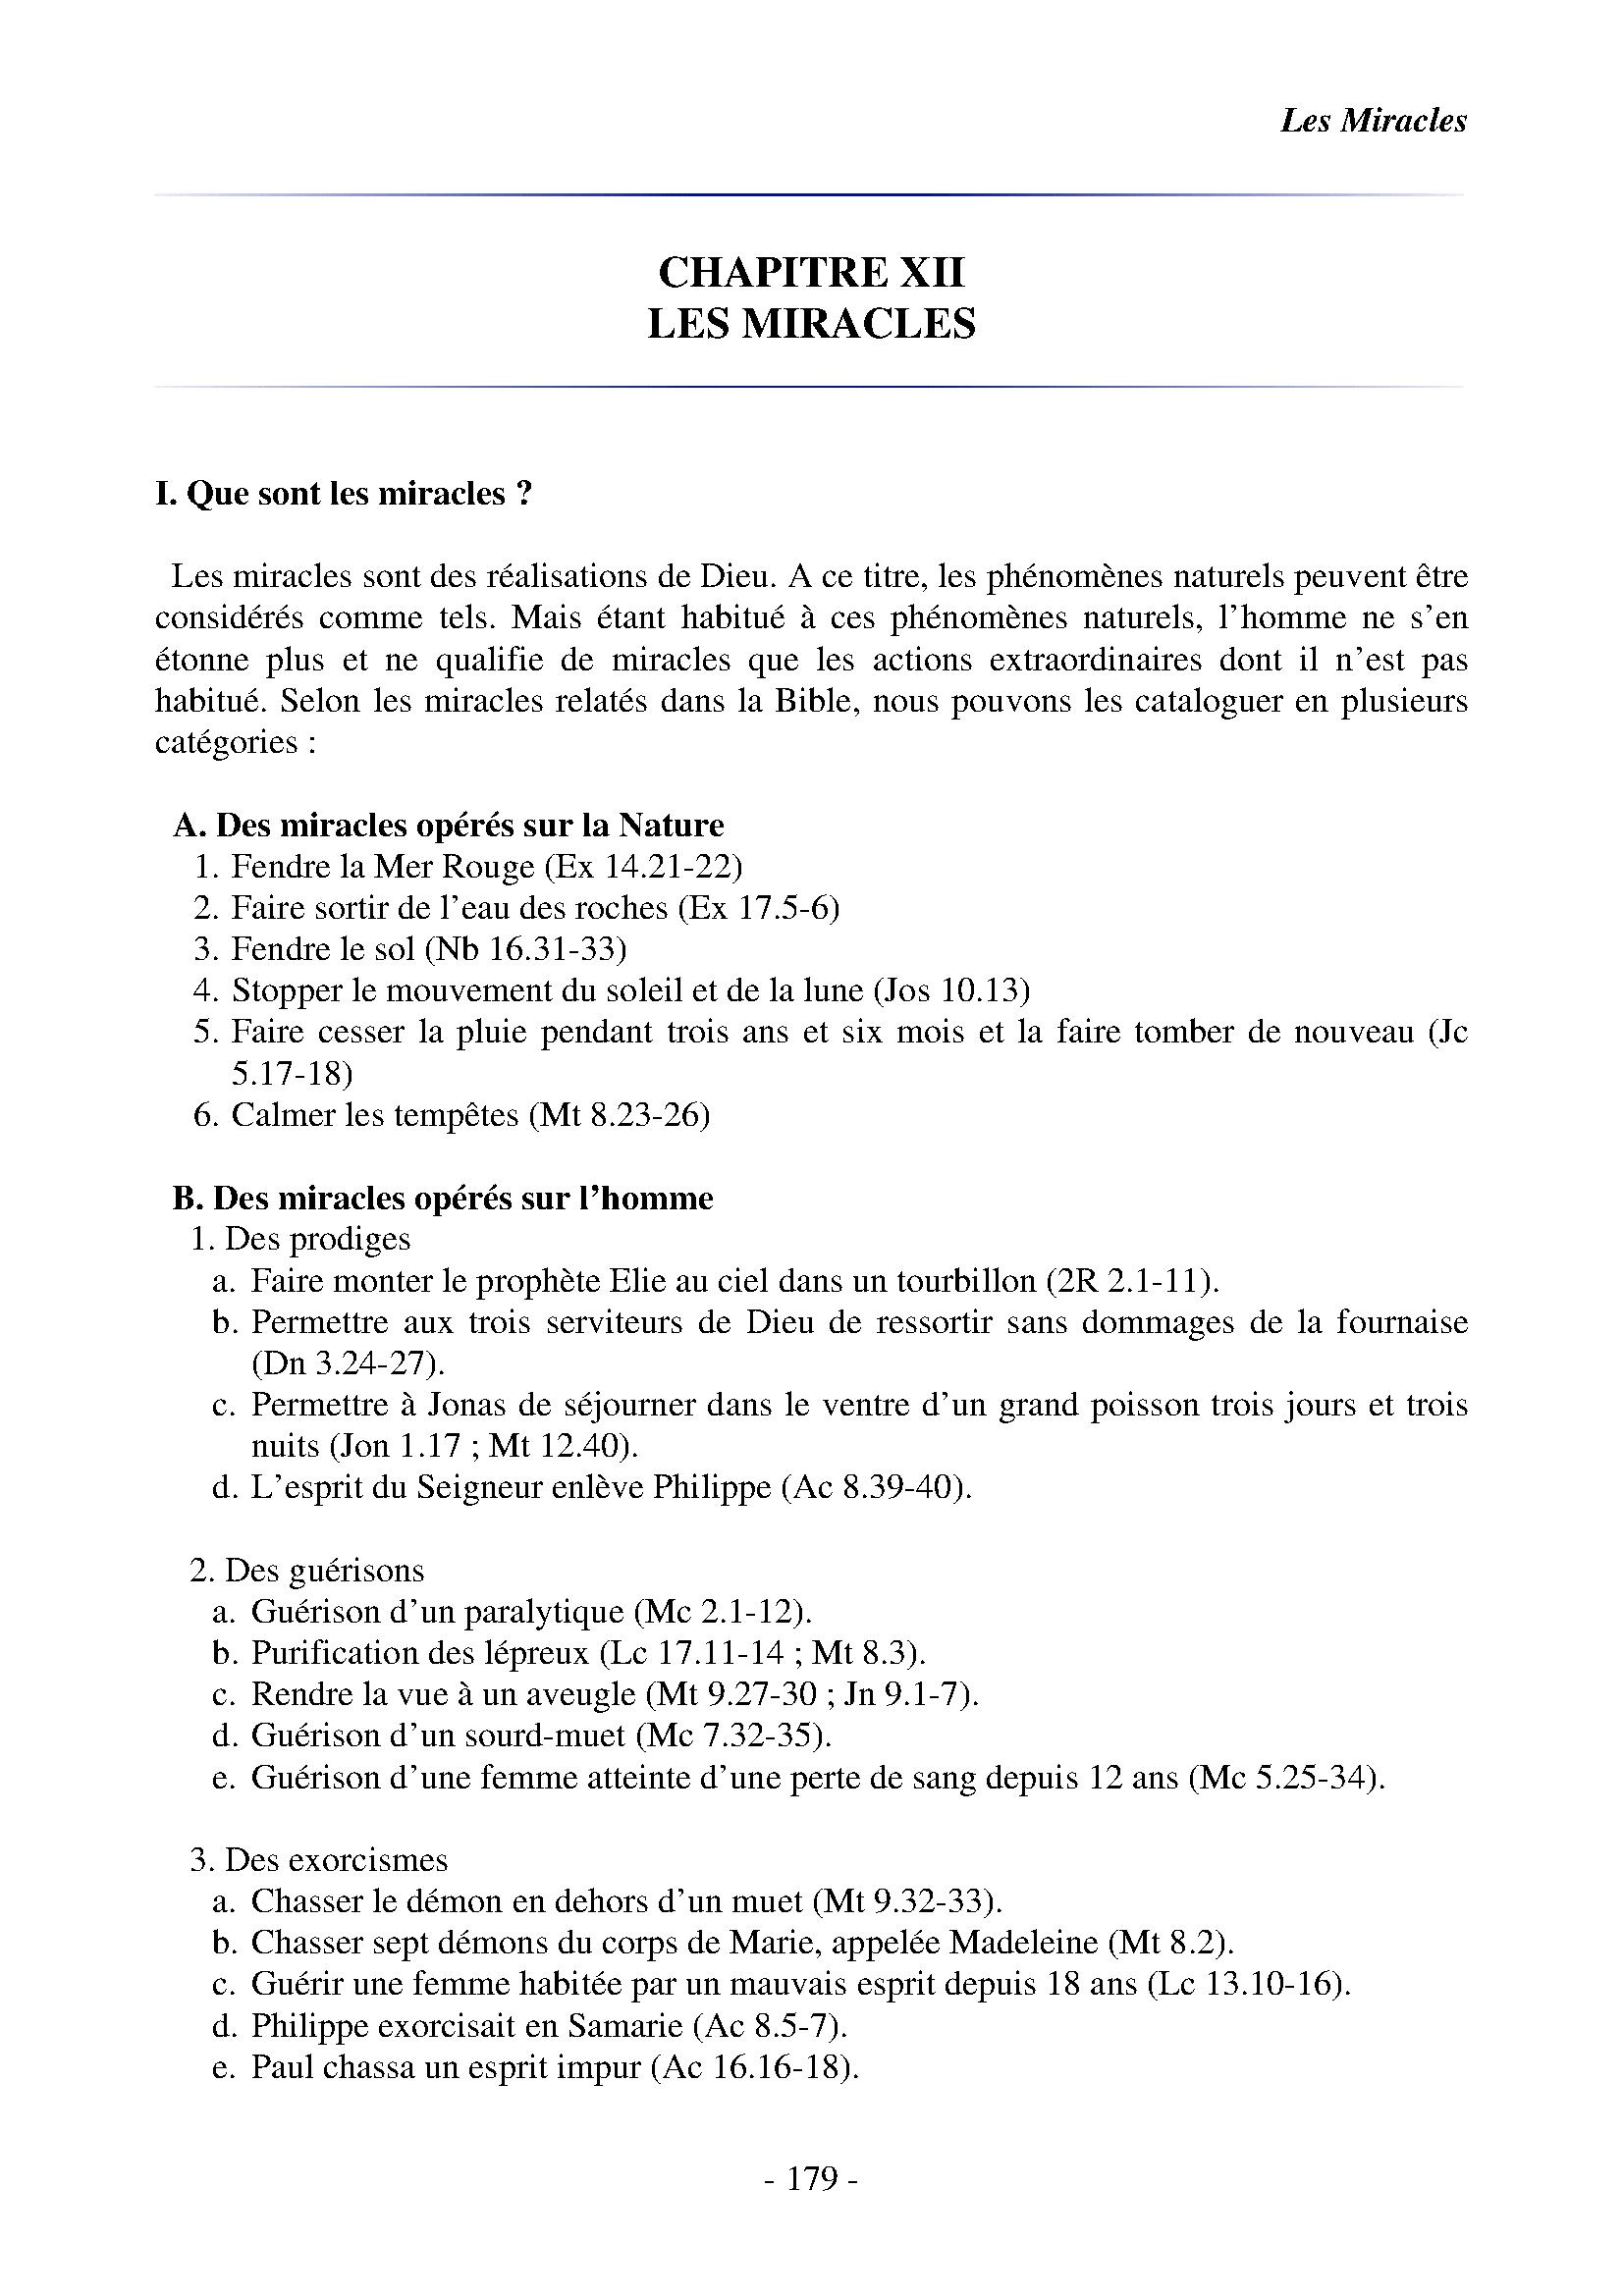 Les Miracles
CHAPITRE XII
LES MIRACLES
I. Que sont les miracles ?
Les miracles sont des réalisations de Dieu. A ce titre, les phénomènes naturels peuvent être
considérés comme tels. Mais étant habitué à ces phénomènes naturels, l’homme ne s’en
étonne plus et ne qualifie de miracles que les actions extraordinaires dont il n’est pas
habitué. Selon les miracles relatés dans la Bible, nous pouvons les cataloguer en plusieurs
catégories :
A. Des miracles opérés sur la Nature
1. Fendre la Mer Rouge (Ex 14.21-22)
2. Faire sortir de l’eau des roches (Ex 17.5-6)
3. Fendre le sol (Nb 16.31-33)
4. Stopper le mouvement du soleil et de la lune (Jos 10.13)
5. Faire cesser la pluie pendant trois ans et six mois et la faire tomber de nouveau (Jc
5.17-18)
6. Calmer les tempêtes (Mt 8.23-26)
B. Des miracles opérés sur l’homme
1. Des prodiges
a. Faire monter le prophète Elie au ciel dans un tourbillon (2R 2.1-11).
b. Permettre aux trois serviteurs de Dieu de ressortir sans dommages de la fournaise
(Dn 3.24-27).
c. Permettre à Jonas de séjourner dans le ventre d’un grand poisson trois jours et trois
nuits (Jon 1.17 ; Mt 12.40).
d. L’esprit du Seigneur enlève Philippe (Ac 8.39-40).
2. Des guérisons
a. Guérison d’un paralytique (Mc 2.1-12).
b. Purification des lépreux (Lc 17.11-14 ; Mt 8.3).
c. Rendre la vue à un aveugle (Mt 9.27-30 ; Jn 9.1-7).
d. Guérison d’un sourd-muet (Mc 7.32-35).
e. Guérison d’une femme atteinte d’une perte de sang depuis 12 ans (Mc 5.25-34).
3. Des exorcismes
a. Chasser le démon en dehors d’un muet (Mt 9.32-33).
b. Chasser sept démons du corps de Marie, appelée Madeleine (Mt 8.2).
c. Guérir une femme habitée par un mauvais esprit depuis 18 ans (Lc 13.10-16).
d. Philippe exorcisait en Samarie (Ac 8.5-7).
e. Paul chassa un esprit impur (Ac 16.16-18).
- 179 -